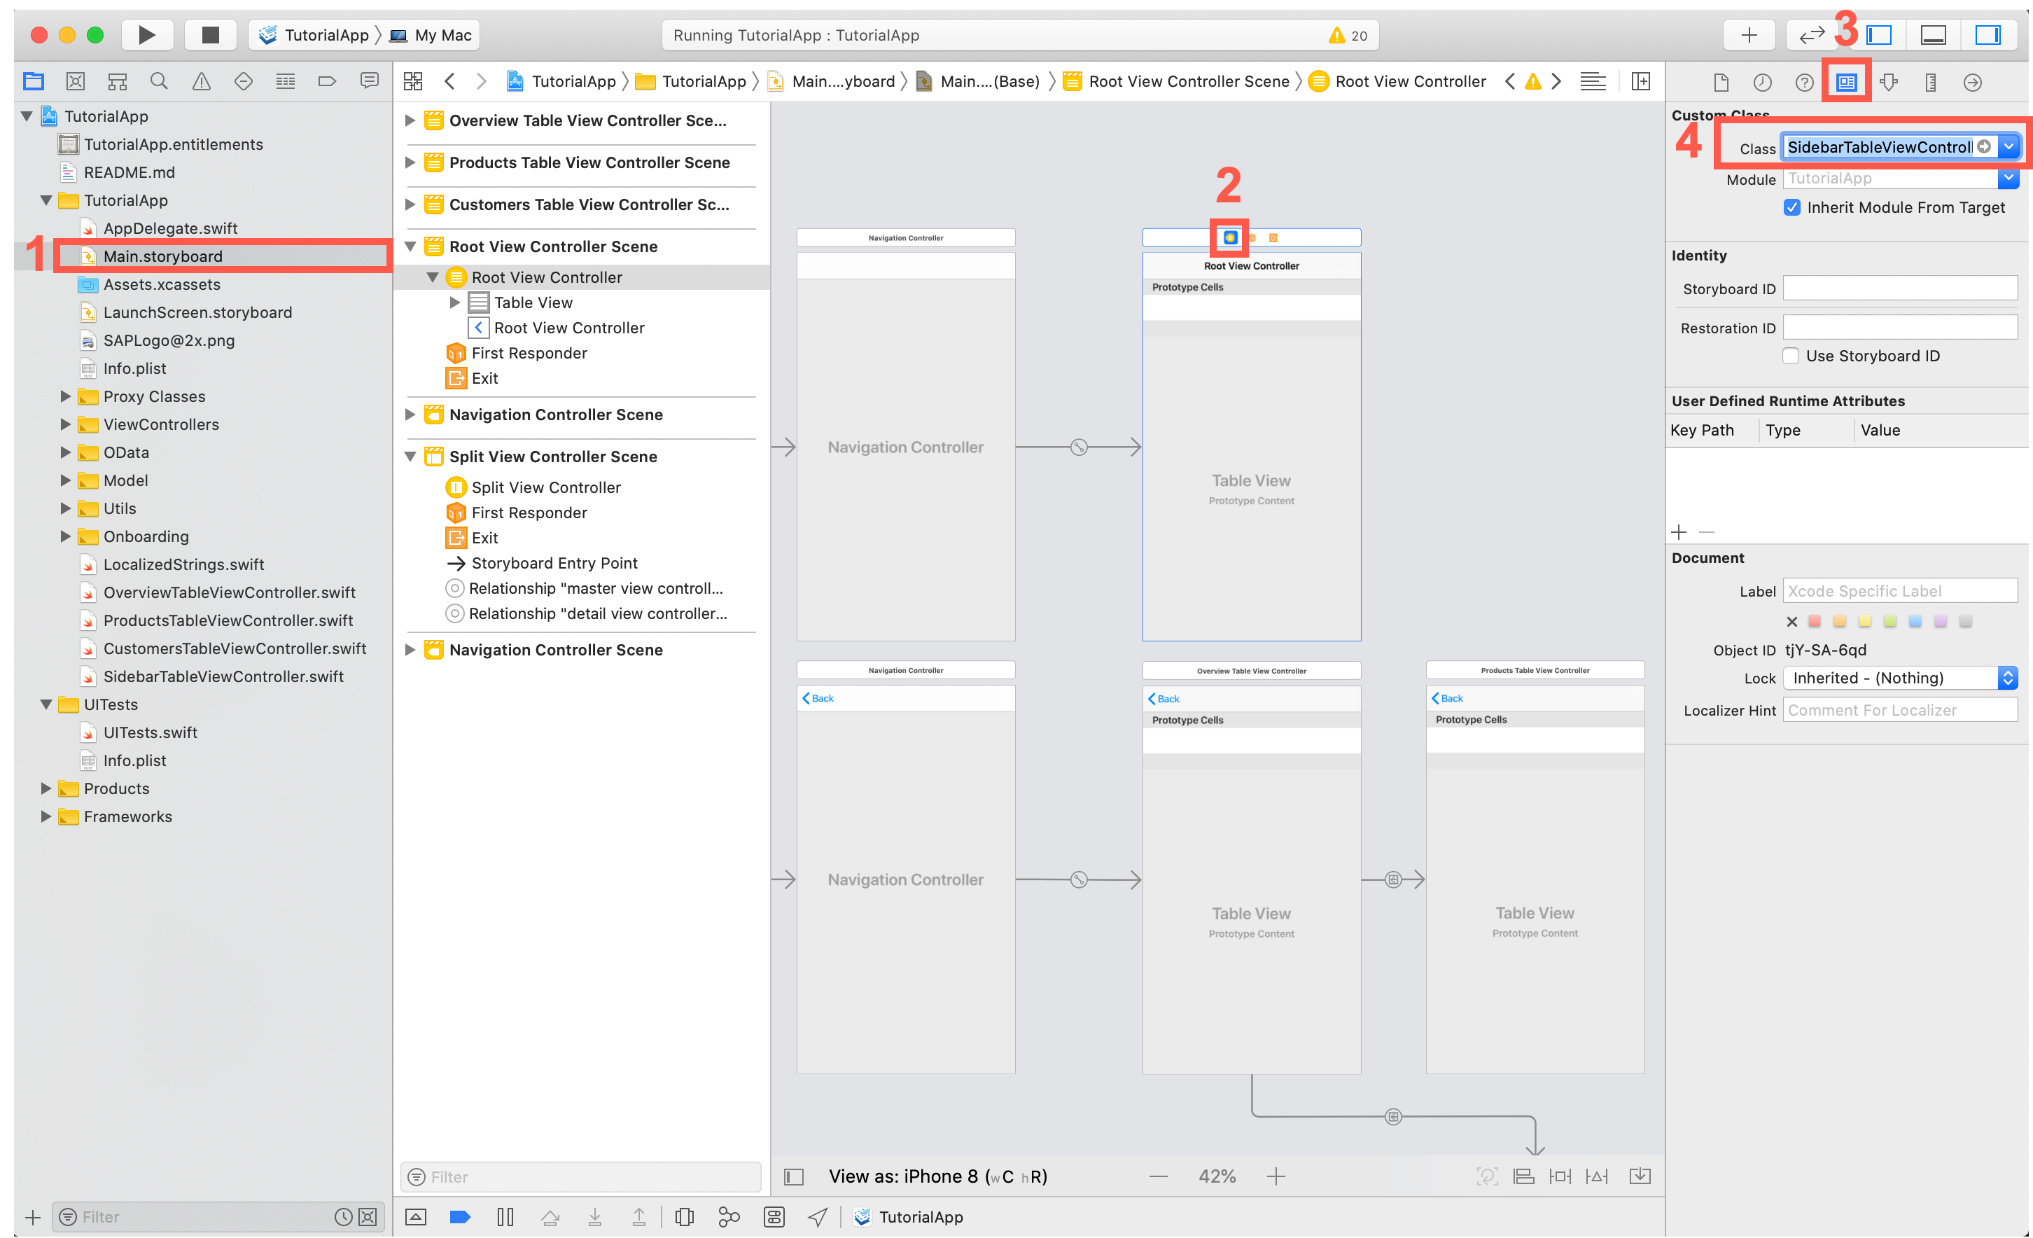 TutorialApp
My Mac
Running TutorialApp : TutorialApp
20
3
TutorialApp
TutorialApp
Main....yboard
Main....(Base)
Root View Controller Scene
Root View Controller
TutorialApp
TutorialApp.entitlements
README.md
TutorialApp
AppDelegate.swift
1
Main.storyboard
Assets.xcassets
LaunchScreen.storyboard
SAPLogo@2x.png
Info.plist
Proxy Classes
ViewControllers
OData
Model
Utils
Onboarding
LocalizedStrings.swift
OverviewTableViewController.swift
ProductsTableViewController.swift
CustomersTableViewController.swift
SidebarTableViewController.swift
UITests
UITests.swift
Info.plist
Products
Frameworks
Filter
Overview Table View Controller Sce...
Products Table View Controller Scene
Customers Table View Controller Sc...
Root View Controller Scene
Root View Controller
Table View
Root View Controller
First Responder
Exit
Navigation Controller Scene
Split View Controller Scene
Split View Controller
First Responder
Exit
Storyboard Entry Point
Relationship "master view controll...
Relationship "detail view controller...
Navigation Controller Scene
Filter
2
Navigation Controller
Navigation Controller
Root View Controller
Prototype Cells
Table View
Prototype Content
Navigation Controller
Back
Navigation Controller
Overview Table View Controller
Back
Prototype Cells
Table View
Prototype Content
Products Table View Controller
Back
Prototype Cells
Table View
Prototype Content
View as: iPhone 8 (wC hR)
42%
TutorialApp
Custom Class
4
Class
SidebarTableViewControll
Module
TutorialApp
Inherit Module From Target
Identity
Storyboard ID
Restoration ID
Use Storyboard ID
User Defined Runtime Attributes
Key Path Type Value
Document
Label
Xcode Specific Label
Object ID tjY-SA-6qd
Lock
Inherited - (Nothing)
Localizer Hint
Comment For Localizer